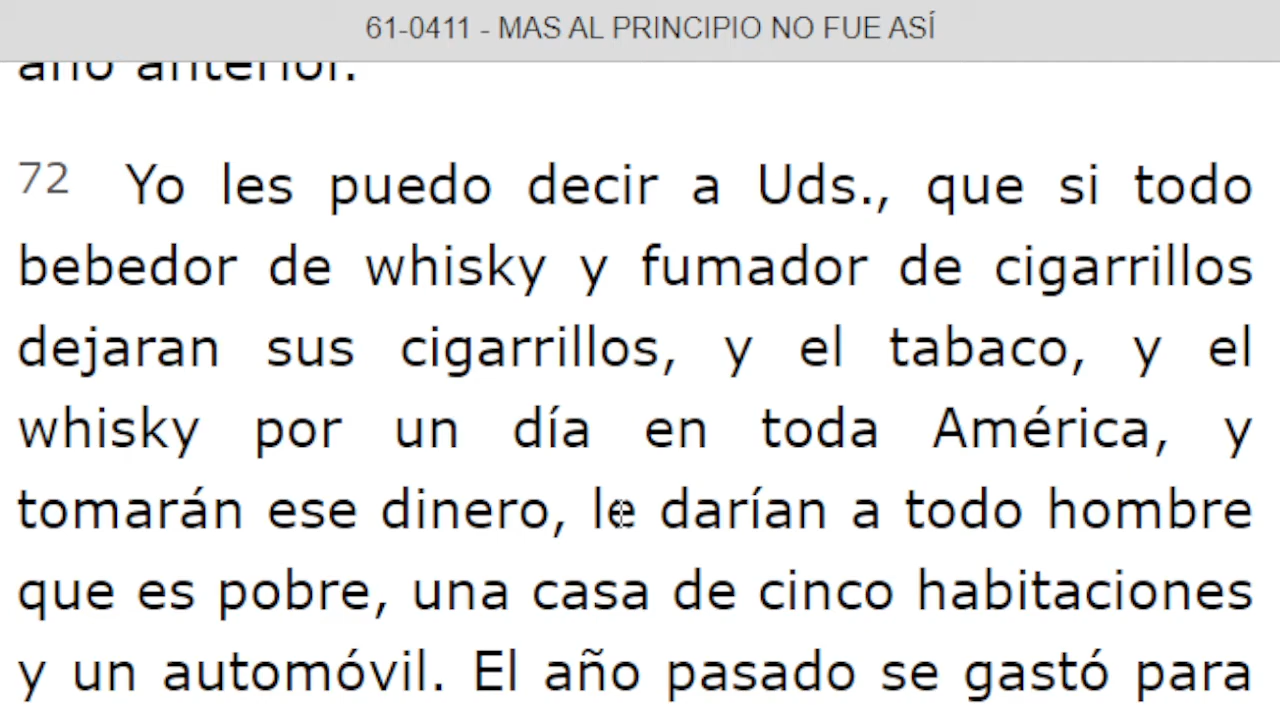 61-0411 - MAS AL PRINCIPIO NO FUE ASÍ
año anterior.
72 Yo les puedo decir a Uds., que si todo
bebedor de whisky y fumador de cigarrillos
dejaran sus cigarrillos, y el tabaco, y el
whisky por un día en toda América, y
tomarán ese dinero, le darían a todo hombre
que es pobre, una casa de cinco habitaciones
y un automóvil. El año pasado se gastó para